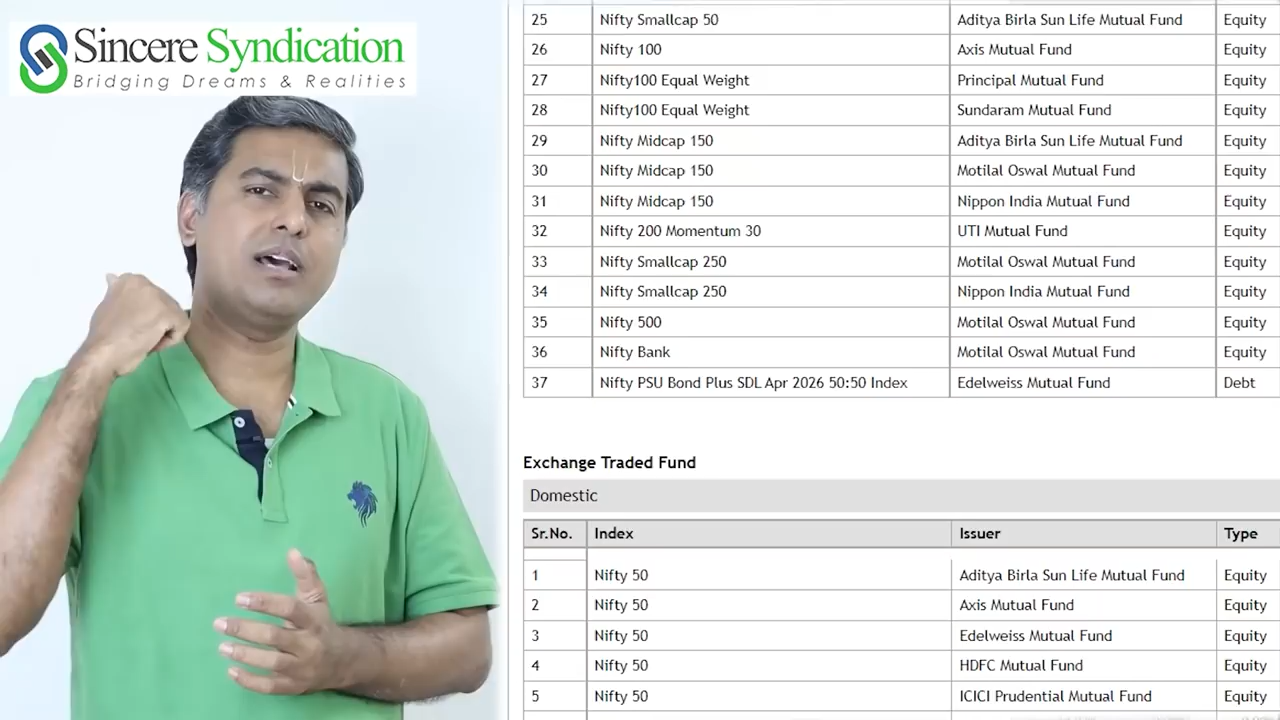 Sincere Syndication
Bridging Dreams & Realities
25 Nifty Smallcap 50 Aditya Birla Sun Life Mutual Fund Equity
26 Nifty 100 Axis Mutual Fund Equity
27 Nifty100 Equal Weight Principal Mutual Fund Equity
28 Nifty100 Equal Weight Sundaram Mutual Fund Equity
29 Nifty Midcap 150 Aditya Birla Sun Life Mutual Fund Equity
30 Nifty Midcap 150 Motilal Oswal Mutual Fund Equity
31 Nifty Midcap 150 Nippon India Mutual Fund Equity
32 Nifty 200 Momentum 30 UTI Mutual Fund Equity
33 Nifty Smallcap 250 Motilal Oswal Mutual Fund Equity
34 Nifty Smallcap 250 Nippon India Mutual Fund Equity
35 Nifty 500 Motilal Oswal Mutual Fund Equity
36 Nifty Bank Motilal Oswal Mutual Fund Equity
37 Nifty PSU Bond Plus SDL Apr 2026 50:50 Index Edelweiss Mutual Fund Debt
Exchange Traded Fund
Domestic
Sr.No. Index Issuer Type
1 Nifty 50 Aditya Birla Sun Life Mutual Fund Equity
2 Nifty 50 Axis Mutual Fund Equity
3 Nifty 50 Edelweiss Mutual Fund Equity
4 Nifty 50 HDFC Mutual Fund Equity
5 Nifty 50 ICICI Prudential Mutual Fund Equity